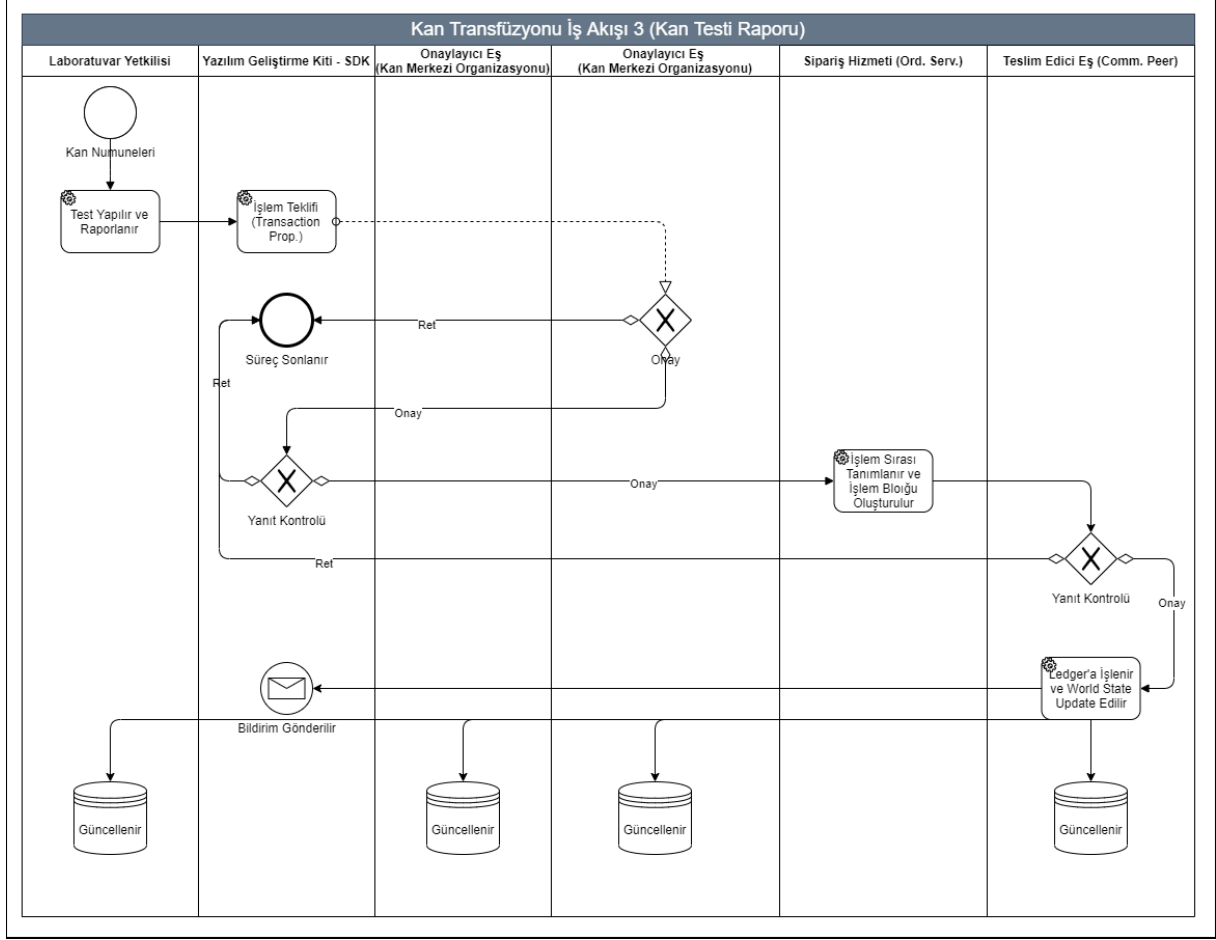 Kan Transfüzyonu İş Akışı 3 (Kan Testi Raporu)
Laboratuvar Yetkilisi
Yazılım Geliştirme Kiti - SDK
Onaylayıcı Eş
(Kan Merkezi Organizasyonu)
Onaylayıcı Eş
(Kan Merkezi Organizasyonu)
Sipariş Hizmeti (Ord. Serv.)
Teslim Edici Eş (Comm. Peer)
Kan Numuneleri
Test Yapılır ve
Raporlanır
İşlem Teklifi
(Transaction
Prop.)
Ret
Süreç Sonlanır
Onay
Ret
Onay
İşlem Sırası
Tanımlanır ve
İşlem Bloığu
Oluşturulur
Onay
Yanıt Kontrolü
Ret
Yanıt Kontrolü
Onay
Ledger'a İşlenir
ve World State
Update Edilir
Bildirim Gönderilir
Güncellenir
Güncellenir
Güncellenir
Güncellenir